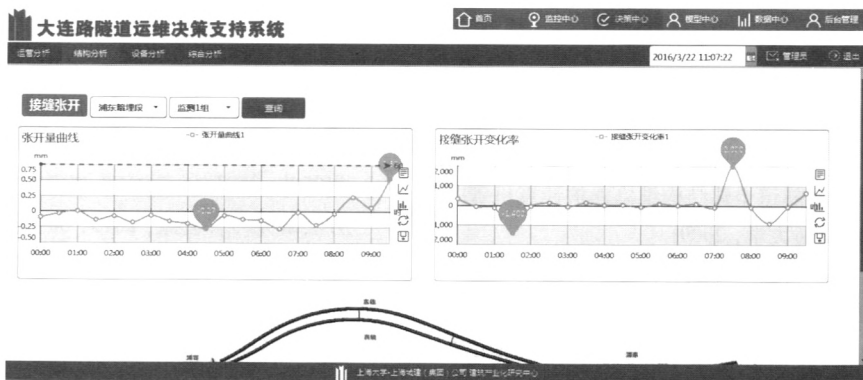 大连路隧道运维决策支持系统
首页 监控中心 决策中心 模型中心 数据中心 后台管理
运营分析 结构分析 设备分析 综合分析
2016/3/22 11:07:22 管理员 退出
接缝张开 浦东暗埋段 监测1组 查询
张开量曲线
张开量曲线1
mm
0.75
0.50
0.25
0
-0.25
-0.50
00:00 01:00 02:00 03:00 04:00 05:00 06:00 07:00 08:00 09:00
接缝张开变化率
接缝张开变化率1
mm
2,000
1,000
0
1,000
2,000
00:00 01:00 02:00 03:00 04:00 05:00 06:00 07:00 08:00 09:00
上海大学-上海城建(集团)公司 建筑产业化研究中心